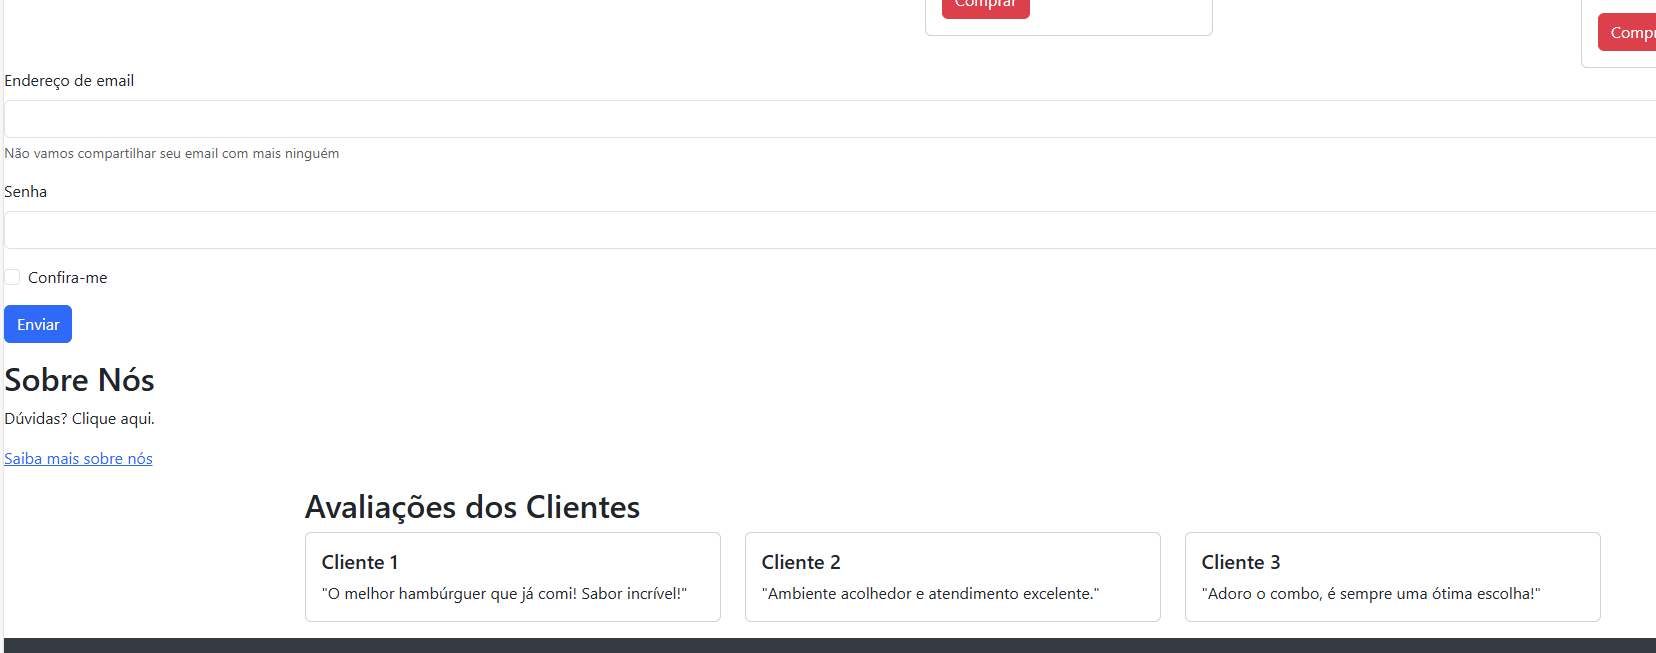 Comprar
Compr
Endereço de email
Não vamos compartilhar seu email com mais ninguém
Senha
Confira-me
Enviar
Sobre Nós
Dúvidas? Clique aqui.
Saiba mais sobre nós
Avaliações dos Clientes
Cliente 1
"O melhor hambúrguer que já comi! Sabor incrível!"
Cliente 2
"Ambiente acolhedor e atendimento excelente."
Cliente 3
"Adoro o combo, é sempre uma ótima escolha!"